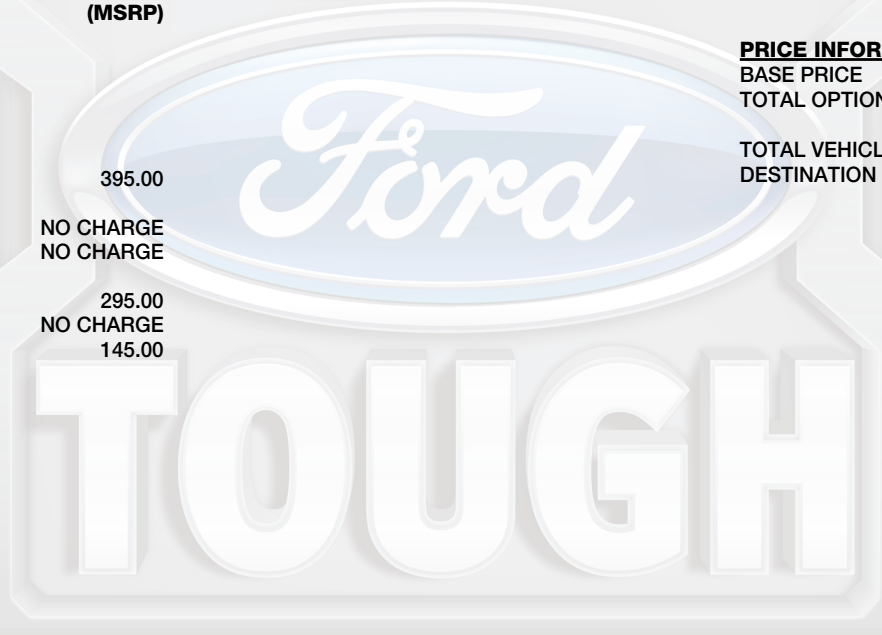 (MSRP)
395.00
NO CHARGE
NO CHARGE
295.00
NO CHARGE
145.00
PRICE INFOR
BASE PRICE
TOTAL OPTION
TOTAL VEHICL
DESTINATION
Ford
TOUGH